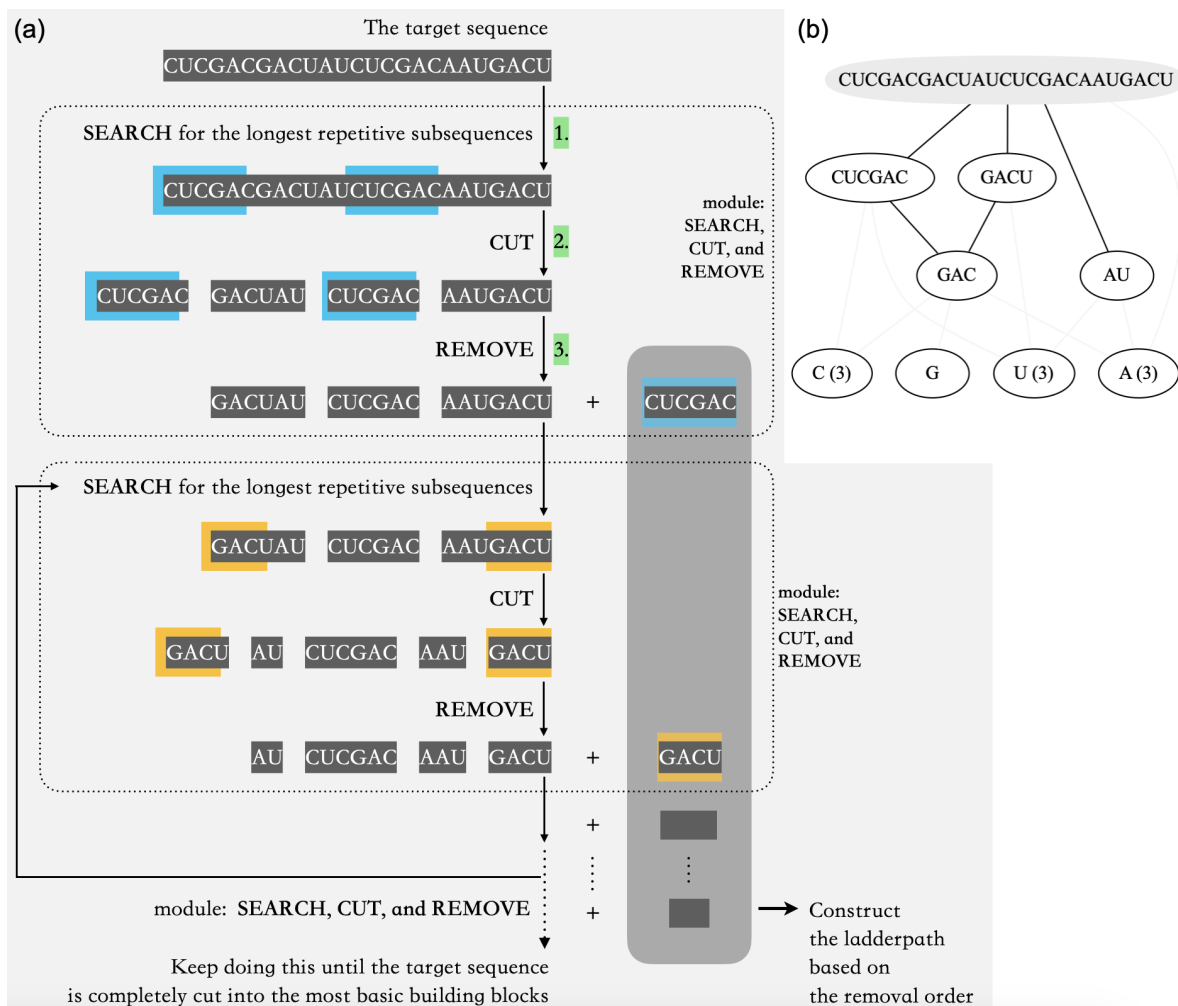 (a)
The target sequence
CUCGACGACUAUCUCGACAAUGACU
SEARCH for the longest repetitive subsequences
1.
CUCGACGACUAUCUCGACAAUGACU
CUT
2.
CUCGAC GACUAU CUCGAC AAUGACU
REMOVE
3.
GACUAU CUCGAC AAUGACU + CUCGAC
module:
SEARCH,
CUT, and
REMOVE
SEARCH for the longest repetitive subsequences
GACUAU CUCGAC AAUGACU
CUT
GACU AU CUCGAC AAU GACU
REMOVE
AU CUCGAC AAU GACU + GACU
module:
SEARCH,
CUT, and
REMOVE
+
module: SEARCH, CUT, and REMOVE
+
Keep doing this until the target sequence
is completely cut into the most basic building blocks
Construct
the ladderpath
based on
the removal order
(b)
CUCGACGACUAUCUCGACAAUGACU
CUCGAC
GACU
GAC
AU
C (3)
G
U (3)
A (3)